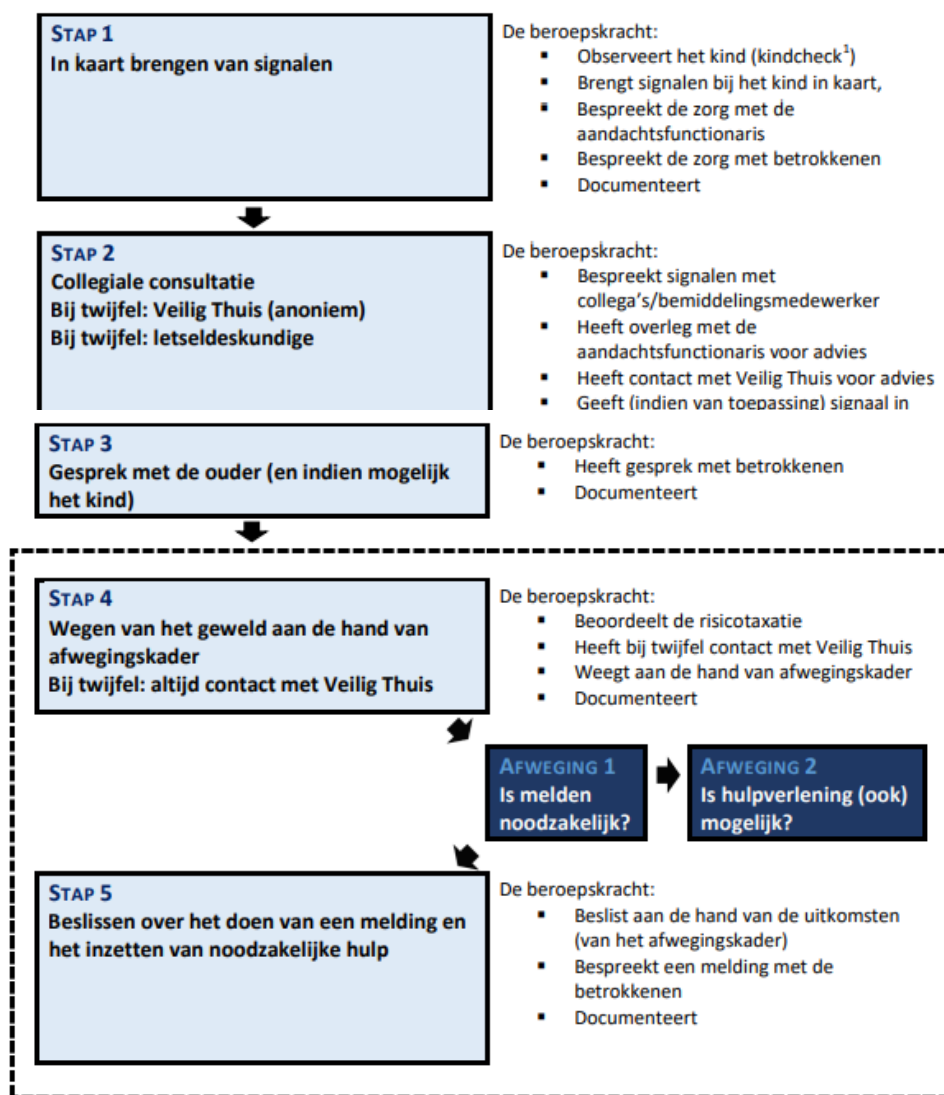 STAP 1
In kaart brengen van signalen
De beroepskracht:
▪ Observeert het kind (kindcheck¹)
▪ Brengt signalen bij het kind in kaart,
▪ Bespreekt de zorg met de
aandachtsfunctionaris
▪ Bespreekt de zorg met betrokkenen
▪ Documenteert
STAP 2
Collegiale consultatie
Bij twijfel: Veilig Thuis (anoniem)
Bij twijfel: letseldeskundige
De beroepskracht:
▪ Bespreekt signalen met
collega's/bemiddelingsmedewerker
▪ Heeft overleg met de
aandachtsfunctionaris voor advies
▪ Heeft contact met Veilig Thuis voor advies
▪ Geeft (indien van toepassing) signaal in
STAP 3
Gesprek met de ouder (en indien mogelijk
het kind)
De beroepskracht:
▪ Heeft gesprek met betrokkenen
▪ Documenteert
STAP 4
Wegen van het geweld aan de hand van
afwegingskader
Bij twijfel: altijd contact met Veilig Thuis
De beroepskracht:
▪ Beoordeelt de risicotaxatie
▪ Heeft bij twijfel contact met Veilig Thuis
▪ Weegt aan de hand van afwegingskader
▪ Documenteert
AFWEGING 1
Is melden
noodzakelijk?
AFWEGING 2
Is hulpverlening (ook)
mogelijk?
STAP 5
Beslissen over het doen van een melding en
het inzetten van noodzakelijke hulp
De beroepskracht:
▪ Beslist aan de hand van de uitkomsten
(van het afwegingskader)
▪ Bespreekt een melding met de
betrokkenen
▪ Documenteert